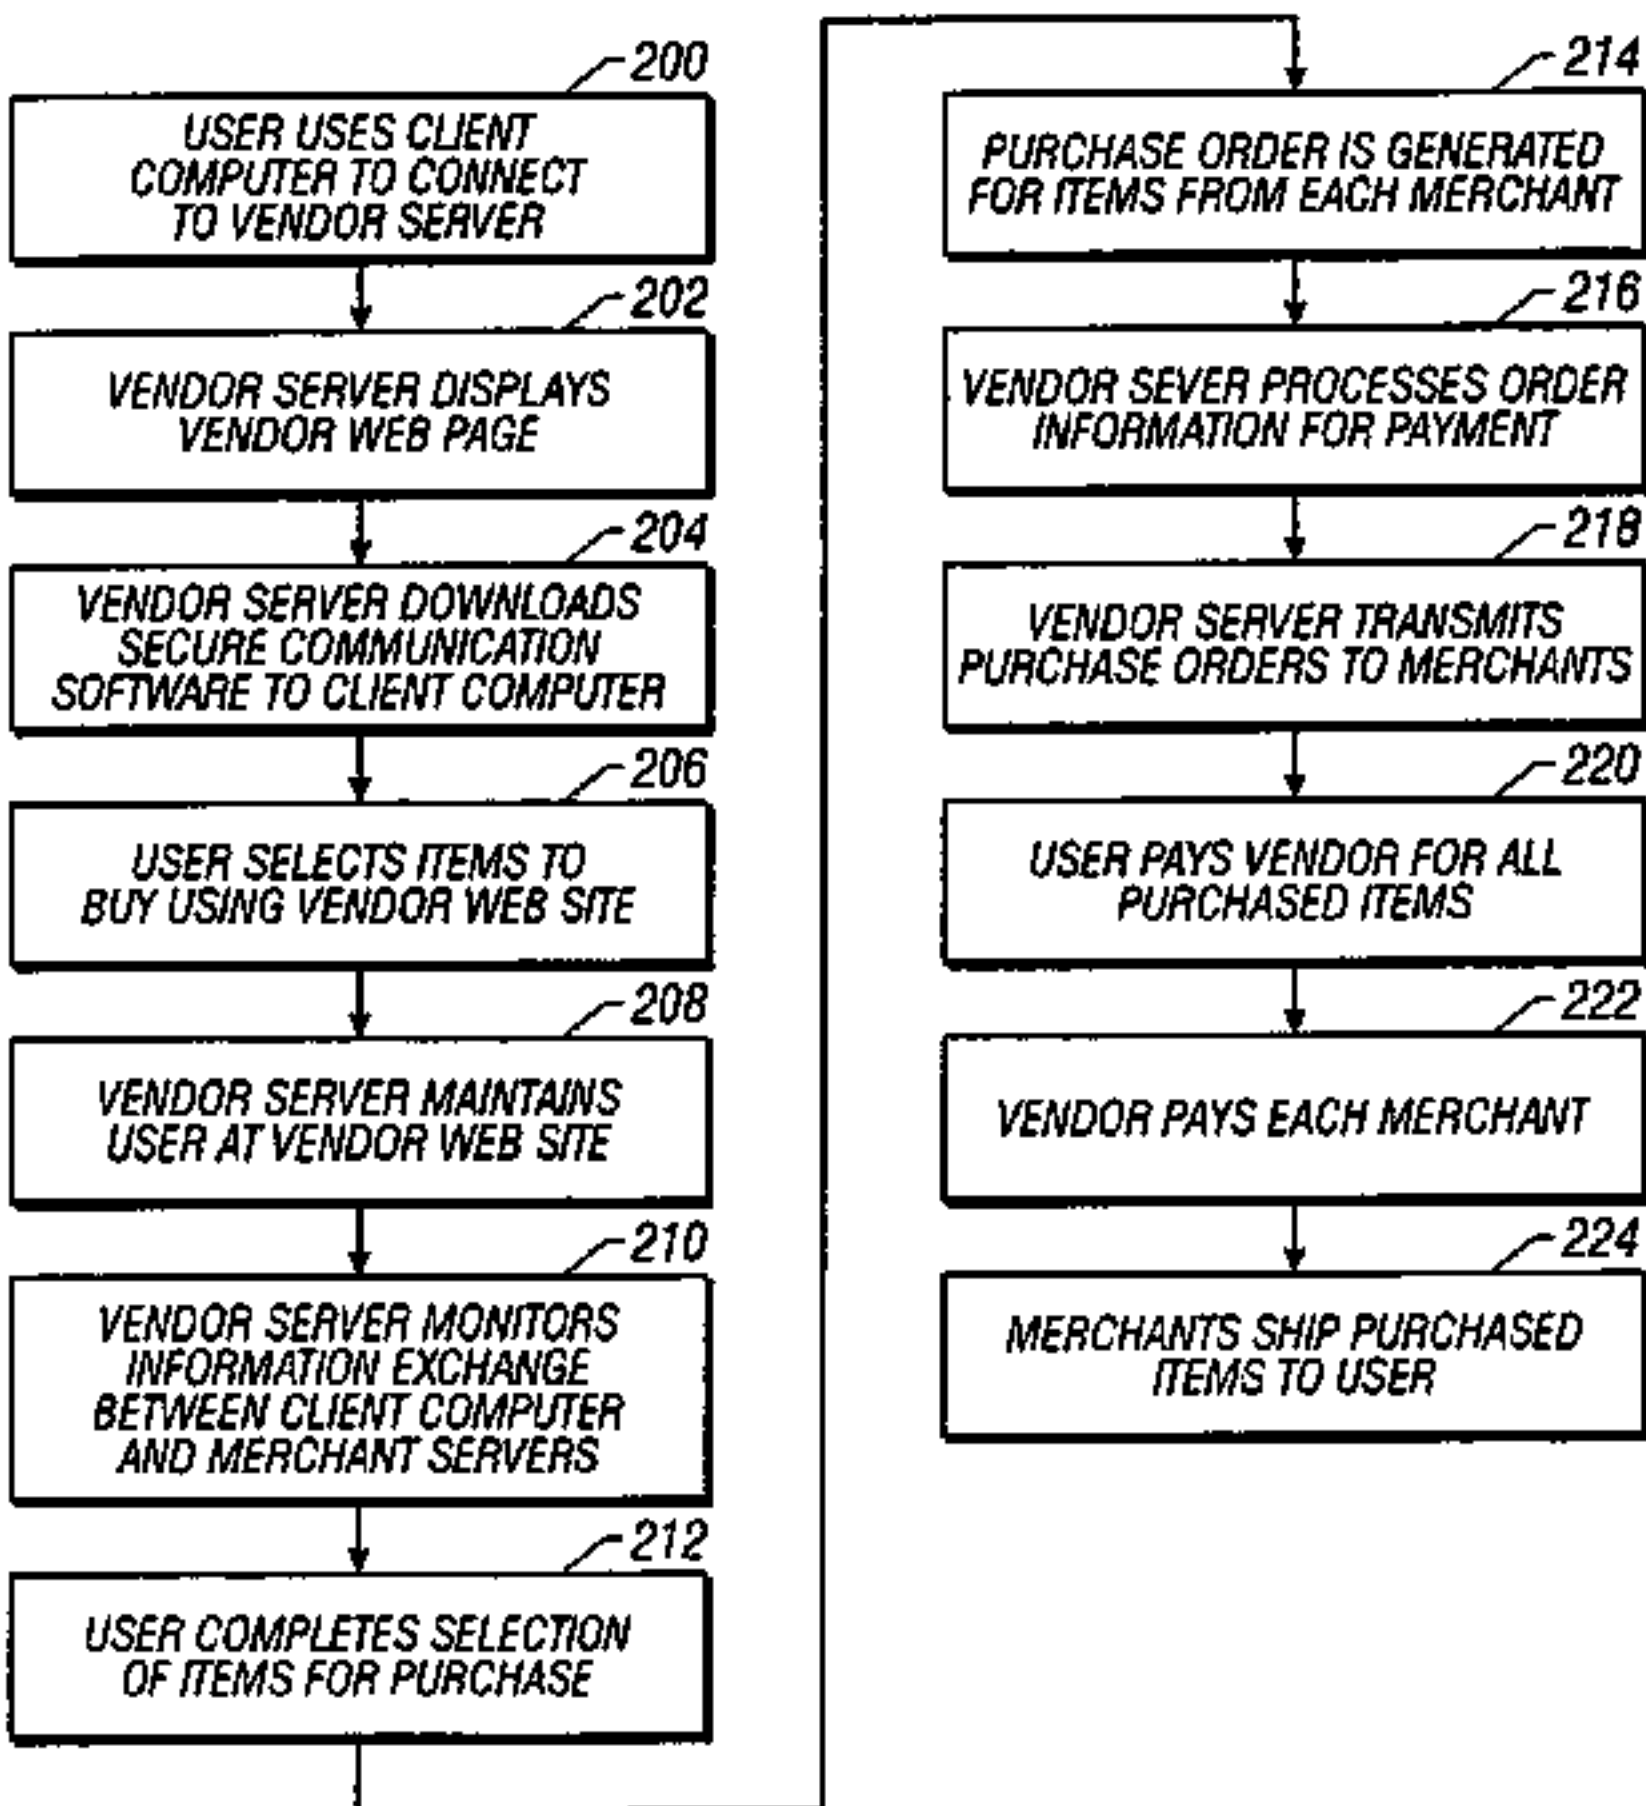 200
USER USES CLIENT
COMPUTER TO CONNECT
TO VENDOR SERVER
202
VENDOR SERVER DISPLAYS
VENDOR WEB PAGE
204
VENDOR SERVER DOWNLOADS
SECURE COMMUNICATION
SOFTWARE TO CLIENT COMPUTER
206
USER SELECTS ITEMS TO
BUY USING VENDOR WEB SITE
208
VENDOR SERVER MAINTAINS
USER AT VENDOR WEB SITE
210
VENDOR SERVER MONITORS
INFORMATION EXCHANGE
BETWEEN CLIENT COMPUTER
AND MERCHANT SERVERS
212
USER COMPLETES SELECTION
OF ITEMS FOR PURCHASE
214
PURCHASE ORDER IS GENERATED
FOR ITEMS FROM EACH MERCHANT
216
VENDOR SEVER PROCESSES ORDER
INFORMATION FOR PAYMENT
218
VENDOR SERVER TRANSMITS
PURCHASE ORDERS TO MERCHANTS
220
USER PAYS VENDOR FOR ALL
PURCHASED ITEMS
222
VENDOR PAYS EACH MERCHANT
224
MERCHANTS SHIP PURCHASED
ITEMS TO USER